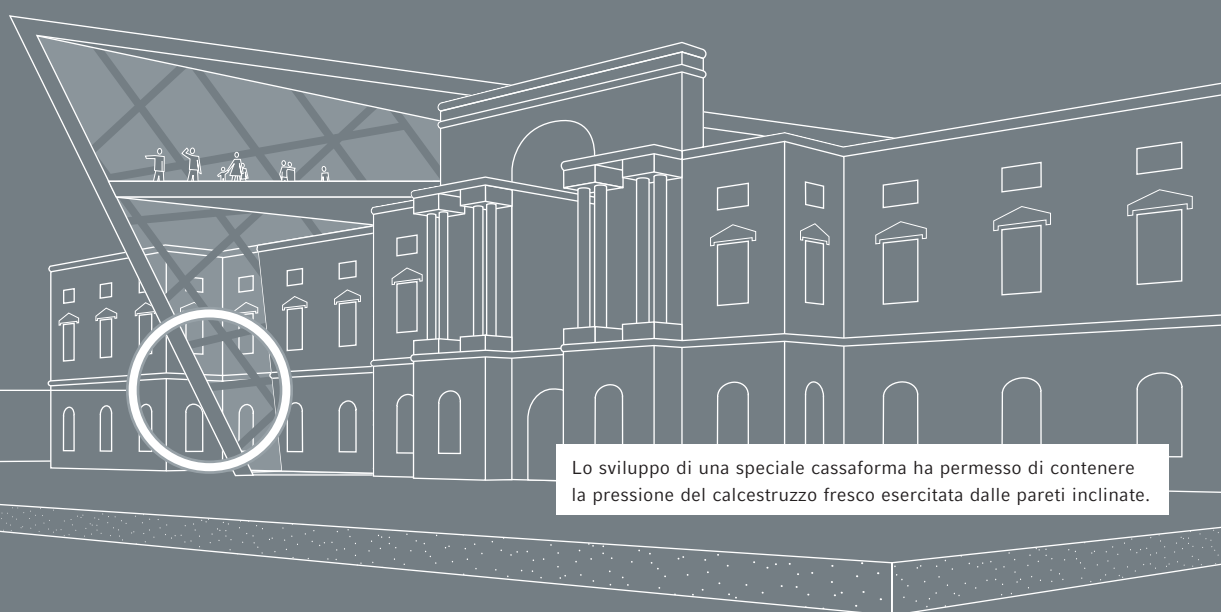 Lo sviluppo di una speciale cassaforma ha permesso di contenere
la pressione del calcestruzzo fresco esercitata dalle pareti inclinate.